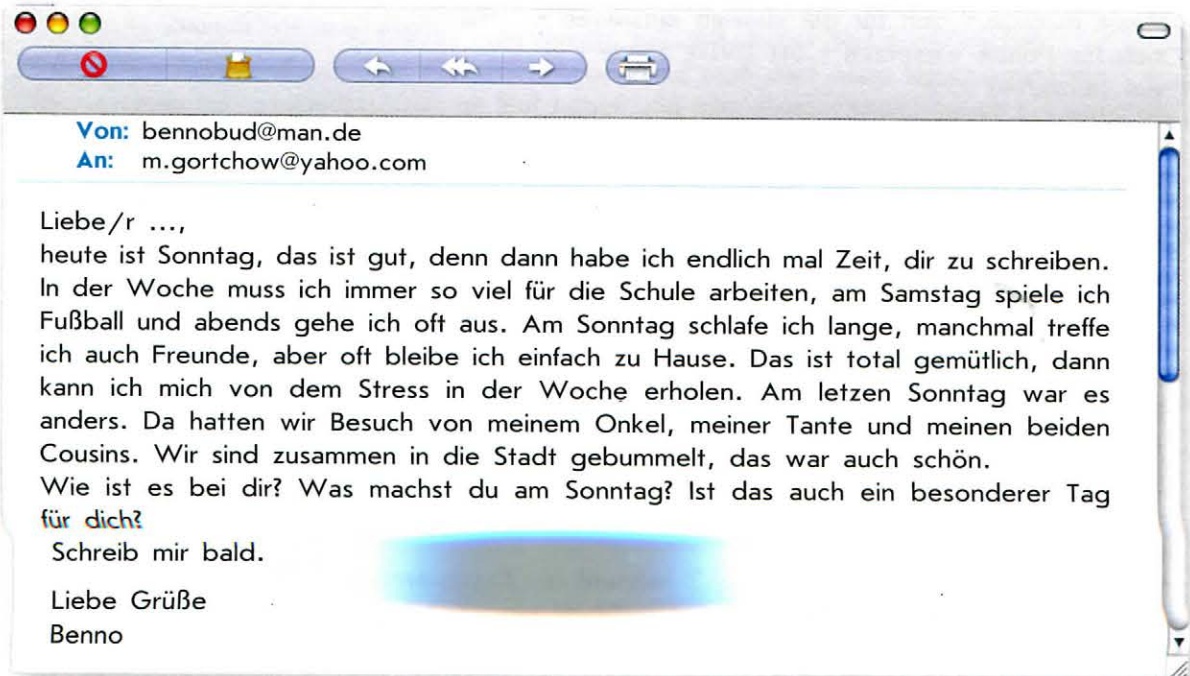 Von: bennobud@man.de
An: m.gortchow@yahoo.com
Liebe/r ...,
heute ist Sonntag, das ist gut, denn dann habe ich endlich mal Zeit, dir zu schreiben.
In der Woche muss ich immer so viel für die Schule arbeiten, am Samstag spiele ich
Fußball und abends gehe ich oft aus. Am Sonntag schlafe ich lange, manchmal treffe
ich auch Freunde, aber oft bleibe ich einfach zu Hause. Das ist total gemütlich, dann
kann ich mich von dem Stress in der Woche erholen. Am letzen Sonntag war es
anders. Da hatten wir Besuch von meinem Onkel, meiner Tante und meinen beiden
Cousins. Wir sind zusammen in die Stadt gebummelt, das war auch schön.
Wie ist es bei dir? Was machst du am Sonntag? Ist das auch ein besonderer Tag
für dich?
Schreib mir bald.
Liebe Grüße
Benno